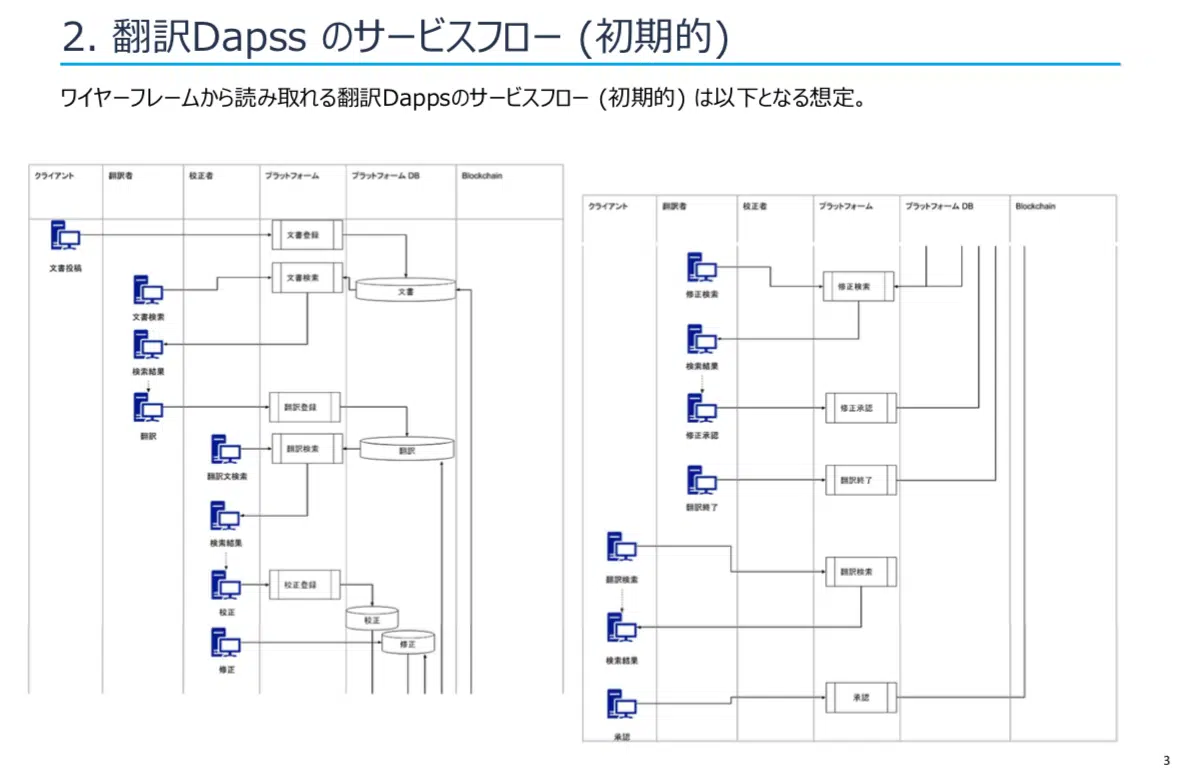 2. 翻訳Dapss のサービスフロー (初期的)
ワイヤーフレームから読み取れる翻訳Dappsのサービスフロー (初期的) は以下となる想定。
クライアント
翻訳者
校正者
プラットフォーム
プラットフォーム DB
Blockchain
文書登録
文書投稿
文書検索
文書
文書検索
検索結果
翻訳登録
翻訳
翻訳検索
翻訳
翻訳文検索
検索結果
校正登録
校正
校正
修正
修正
クライアント
翻訳者
校正者
プラットフォーム
プラットフォーム DB
Blockchain
修正検索
修正検索
検索結果
修正承認
修正承認
翻訳終了
翻訳終了
翻訳検索
翻訳検索
検索結果
承認
承認
3